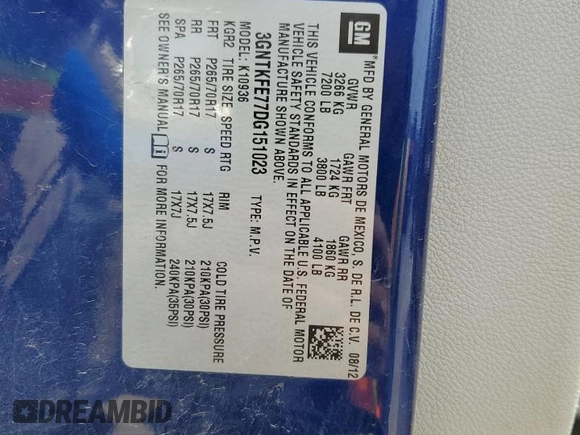 GM
MFD BY GENERAL MOTORS DE MEXICO, S. DE R.L. DE C.V. 08/12
GVWR GAWR FRT GAWR RR
3266 KG 1724 KG 1860 KG
7200 LB 3800 LB 4100 LB
THIS VEHICLE CONFORMS TO ALL APPLICABLE U.S. FEDERAL MOTOR
VEHICLE SAFETY STANDARDS IN EFFECT ON THE DATE OF
MANUFACTURE SHOWN ABOVE.
3GNTKFE77DG151023 TYPE: M.P.V.
MODEL: K10936
KGR2 TIRE SIZE SPEED RTG RIM COLD TIRE PRESSURE
FRT P265/70R17 S 17X7.5J 210KPA(30PSI)
RR P265/70R17 S 17X7.5J 210KPA(30PSI)
SPA P265/70R17 S 17X7J 240KPA(35PSI)
SEE OWNER'S MANUAL FOR MORE INFORMATION.
DREAMBID